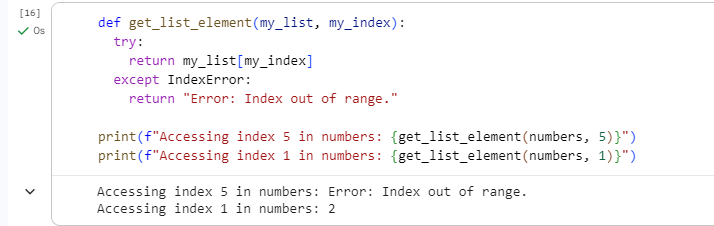 [16]
0s
def get_list_element(my_list, my_index):
  try:
    return my_list[my_index]
  except IndexError:
    return "Error: Index out of range."

print(f"Accessing index 5 in numbers: {get_list_element(numbers, 5)}")
print(f"Accessing index 1 in numbers: {get_list_element(numbers, 1)}")
Accessing index 5 in numbers: Error: Index out of range.
Accessing index 1 in numbers: 2